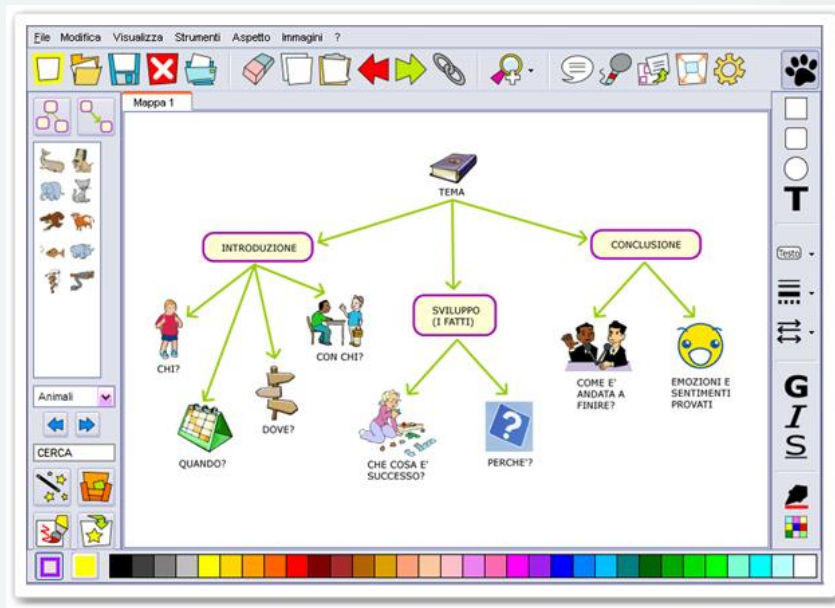 File Modifica Visualizza Strumenti Aspetto Immagini ?
Mappa 1
TEMA
INTRODUZIONE
CONCLUSIONE
SVILUPPO
(I FATTI)
CHI?
CON CHI?
DOVE?
QUANDO?
CHE COSA E'
SUCCESSO?
PERCHE'?
COME E'
ANDATA A
FINIRE?
EMOZIONI E
SENTIMENTI
PROVATI
Animali
CERCA
T
Testo
G
I
S